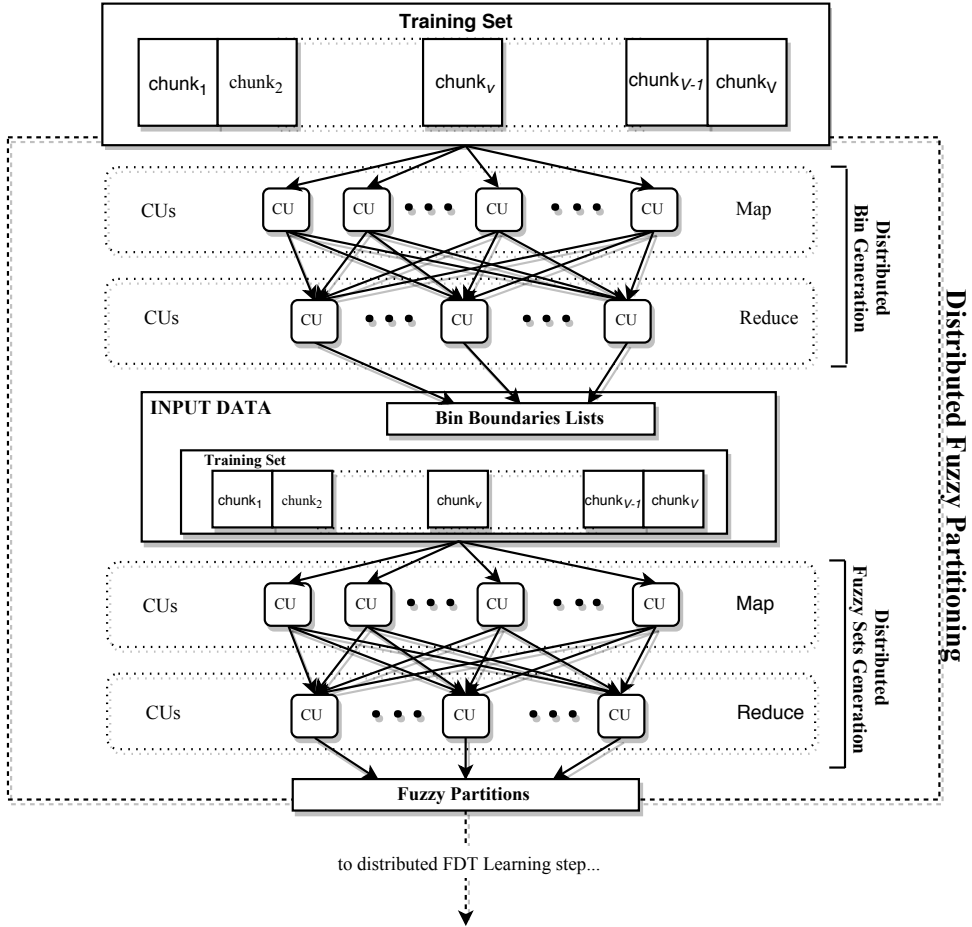 Training Set
chunk1 chunk2 chunkv chunkV-1 chunkV
CUs CU CU CU CU Map
CUs CU CU CU Reduce
Distributed
Bin Generation
INPUT DATA
Bin Boundaries Lists
Training Set
chunk1 chunk2 chunkv chunkV-1 chunkV
CUs CU CU CU CU Map
CUs CU CU CU Reduce
Distributed
Fuzzy Sets Generation
Distributed Fuzzy Partitioning
Fuzzy Partitions
to distributed FDT Learning step...